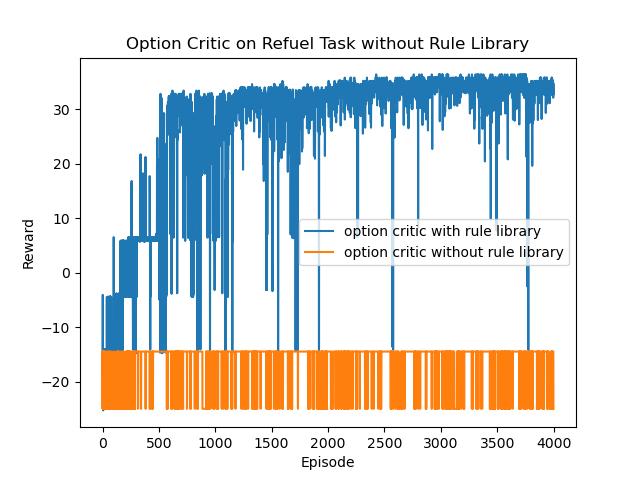 Option Critic on Refuel Task without Rule Library
Reward
30
20
10
0
−10
−20
option critic with rule library
option critic without rule library
0 500 1000 1500 2000 2500 3000 3500 4000
Episode